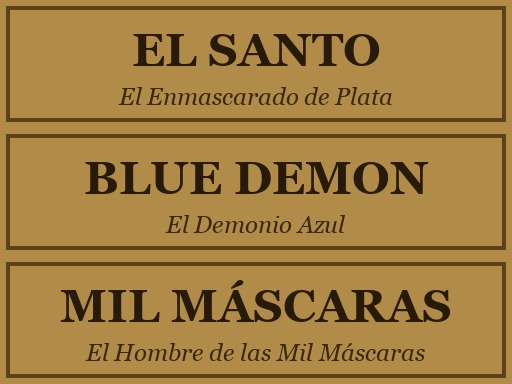 EL SANTO
El Enmascarado de Plata
BLUE DEMON
El Demonio Azul
MIL MÁSCARAS
El Hombre de las Mil Máscaras